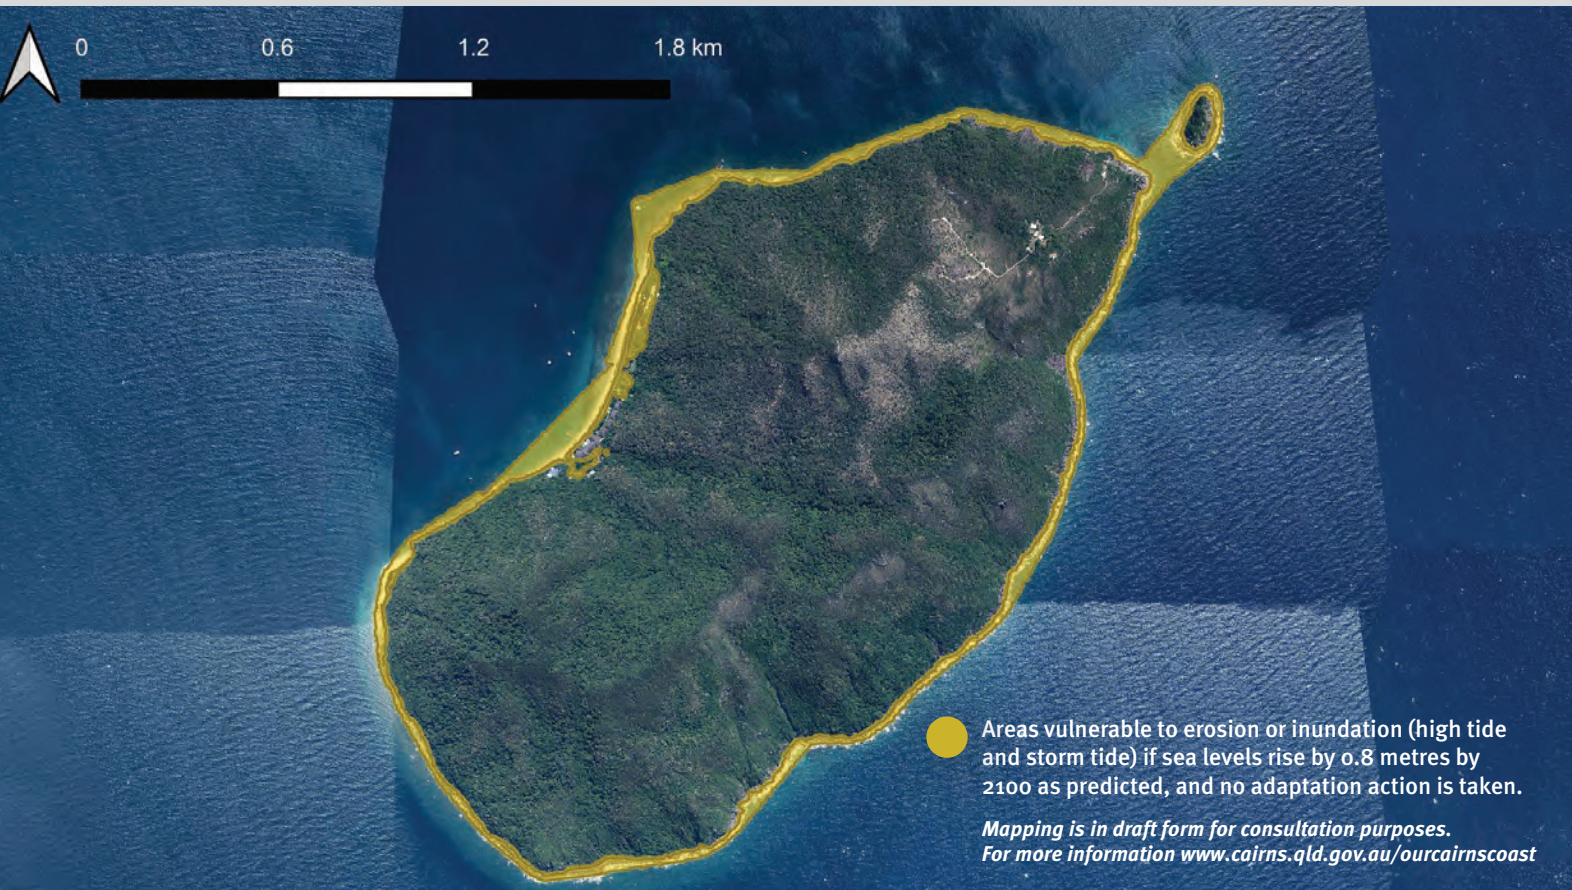 0 0.6 1.2 1.8 km
Areas vulnerable to erosion or inundation (high tide
and storm tide) if sea levels rise by 0.8 metres by
2100 as predicted, and no adaptation action is taken.
Mapping is in draft form for consultation purposes.
For more information www.cairns.qld.gov.au/ourcairnscoast